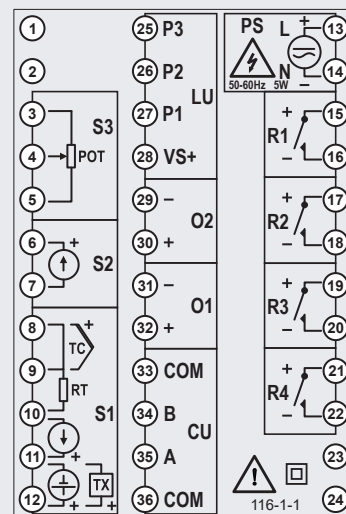 1
2
3
4
5
6
7
8
9
10
11
12
S3
POT
S2
+
+
TC
RT
S1
+
TX
+
25 P3
26 P2
27 P1
28 VS+
LU
29 −
30 +
O2
31 −
32 +
O1
33 COM
34 B
35 A
36 COM
CU
PS L + 13
N − 14
50-60Hz 5W
+ 15
R1
− 16
+ 17
R2
− 18
+ 19
R3
− 20
+ 21
R4
− 22
23
116-1-1 24